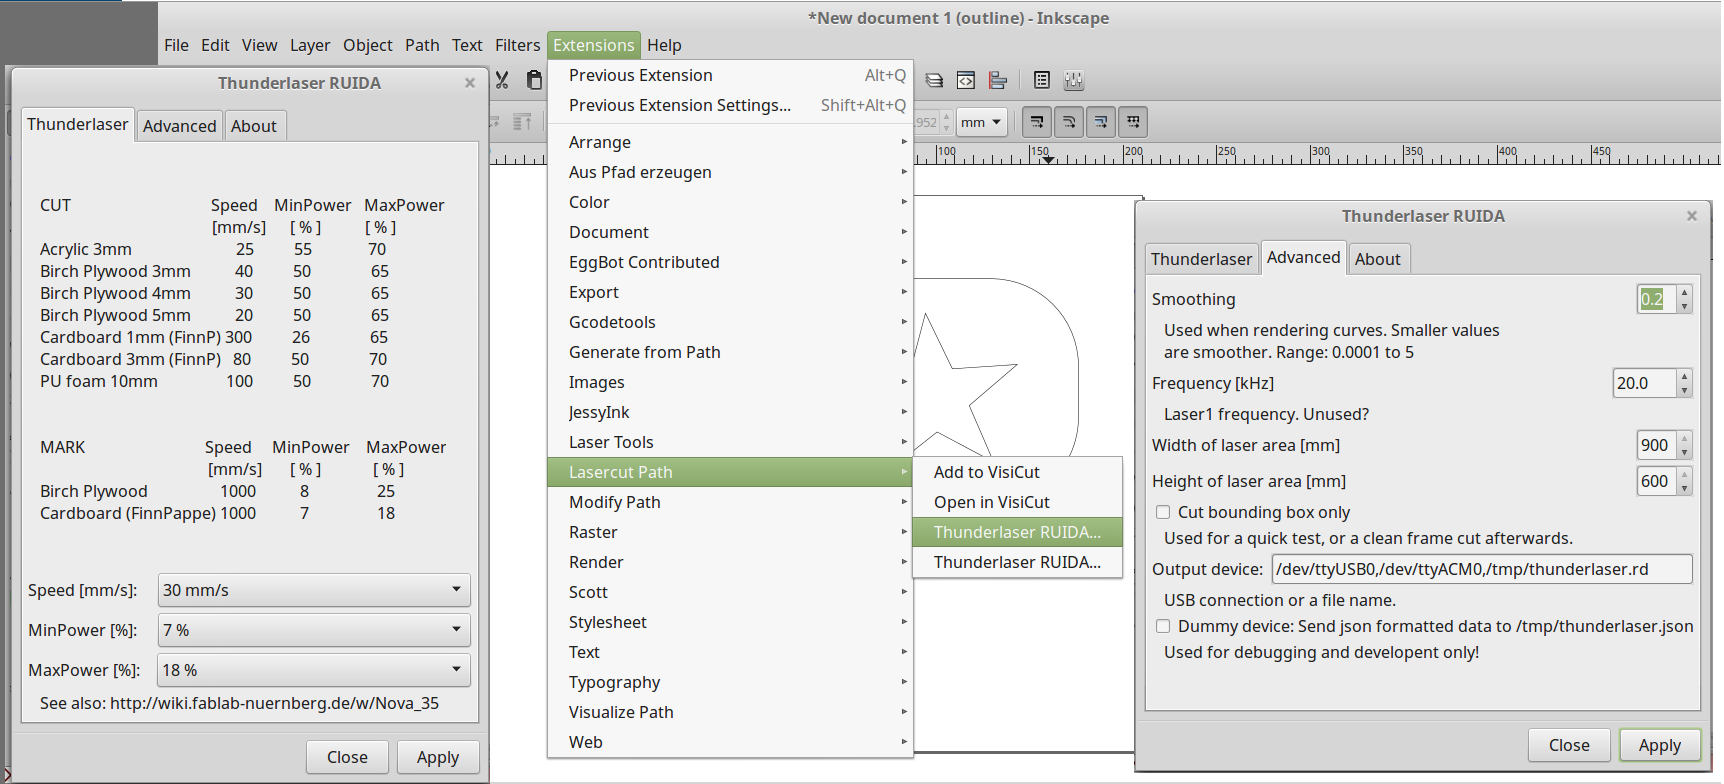 *New document 1 (outline) - Inkscape
File Edit View Layer Object Path Text Filters Extensions Help
Thunderlaser RUIDA
Thunderlaser Advanced About
CUT Speed MinPower MaxPower
[mm/s] [ % ] [ % ]
Acrylic 3mm 25 55 70
Birch Plywood 3mm 40 50 65
Birch Plywood 4mm 30 50 65
Birch Plywood 5mm 20 50 65
Cardboard 1mm (FinnP) 300 26 65
Cardboard 3mm (FinnP) 80 50 70
PU foam 10mm 100 50 70
MARK Speed MinPower MaxPower
[mm/s] [ % ] [ % ]
Birch Plywood 1000 8 25
Cardboard (FinnPappe) 1000 7 18
Speed [mm/s]: 30 mm/s
MinPower [%]: 7 %
MaxPower [%]: 18 %
See also: http://wiki.fablab-nuernberg.de/w/Nova_35
Close Apply
Previous Extension Alt+Q
Previous Extension Settings... Shift+Alt+Q
Arrange
Aus Pfad erzeugen
Color
Document
EggBot Contributed
Export
Gcodetools
Generate from Path
Images
JessyInk
Laser Tools
Lasercut Path
Modify Path
Raster
Render
Scott
Stylesheet
Text
Typography
Visualize Path
Web
Add to VisiCut
Open in VisiCut
Thunderlaser RUIDA...
Thunderlaser RUIDA...
952 mm
100 150 200 250 300 350 400 450
Thunderlaser RUIDA
Thunderlaser Advanced About
Smoothing 0.2
Used when rendering curves. Smaller values
are smoother. Range: 0.0001 to 5
Frequency [kHz] 20.0
Laser1 frequency. Unused?
Width of laser area [mm] 900
Height of laser area [mm] 600
Cut bounding box only
Used for a quick test, or a clean frame cut afterwards.
Output device: /dev/ttyUSB0,/dev/ttyACM0,/tmp/thunderlaser.rd
USB connection or a file name.
Dummy device: Send json formatted data to /tmp/thunderlaser.json
Used for debugging and developent only!
Close Apply